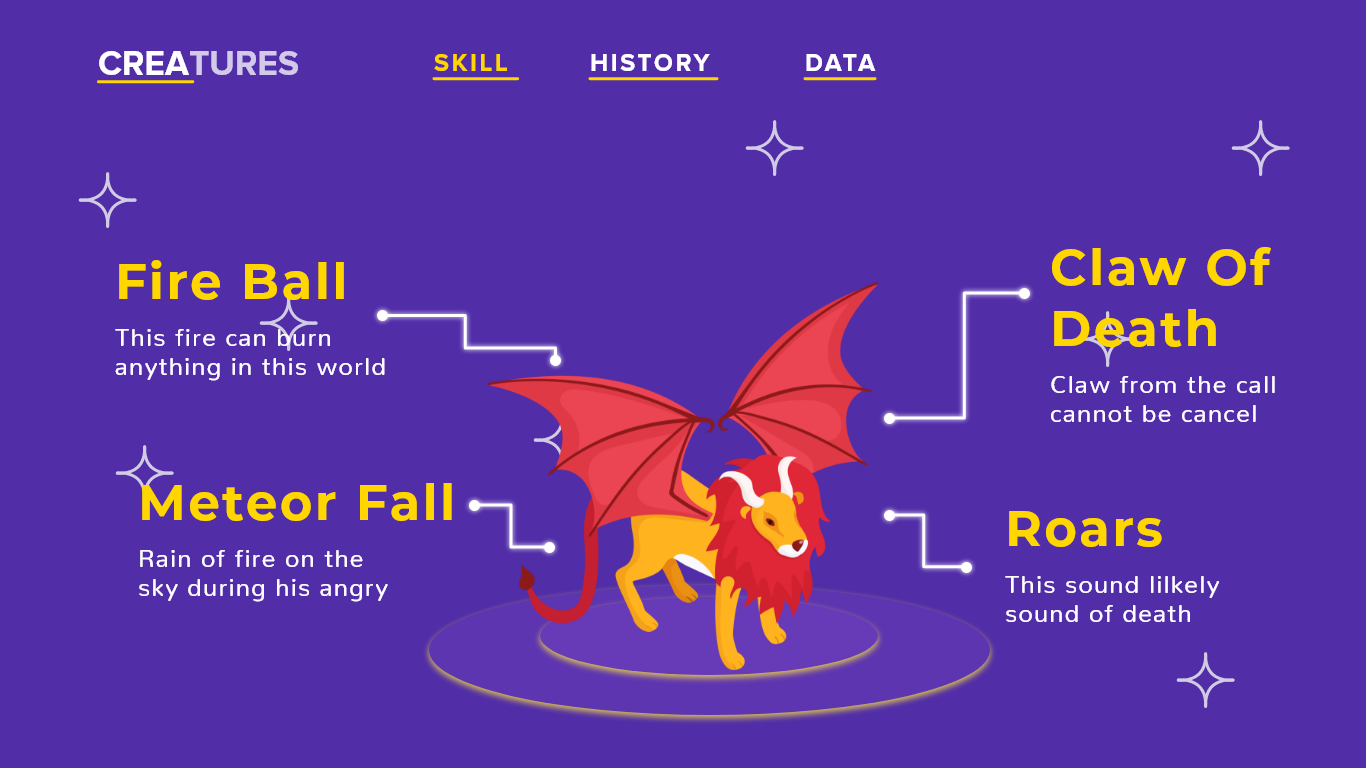 CREATURES
SKILL
HISTORY
DATA
Fire Ball
This fire can burn
anything in this world
Meteor Fall
Rain of fire on the
sky during his angry
Claw Of
Death
Claw from the call
cannot be cancel
Roars
This sound lilkely
sound of death